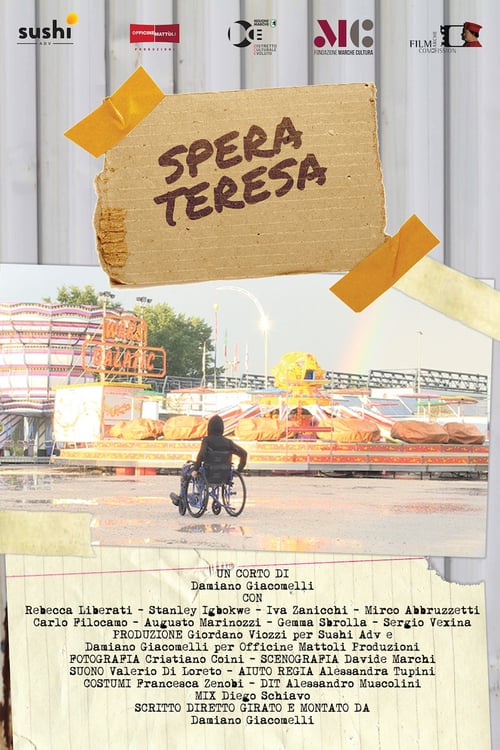 sushi
ADV
OFFICINE MATTÒLI
PRODUZIONI
REGIONE MARCHE
DISTRETTO
CULTURALE
EVOLUTO
MC
FONDAZIONE MARCHE CULTURA
FILM
MARCHE
COMMISSION
SPERA
TERESA
UN CORTO DI
Damiano Giacomelli
CON
Rebecca Liberati - Stanley Igbokwe - Iva Zanicchi - Mirco Abbruzzetti
Carlo Filocamo - Augusto Marinozzi - Gemma Sbrolla - Sergio Vexina
PRODUZIONE Giordano Viozzi per Sushi Adv e
Damiano Giacomelli per Officine Mattoli Produzioni
FOTOGRAFIA Cristiano Coini - SCENOGRAFIA Davide Marchi
SUONO Valerio Di Loreto - AIUTO REGIA Alessandra Tupini
COSTUMI Francesca Zenobi - DIT Alessandro Muscolini
MIX Diego Schiavo
SCRITTO DIRETTO GIRATO E MONTATO DA
Damiano Giacomelli